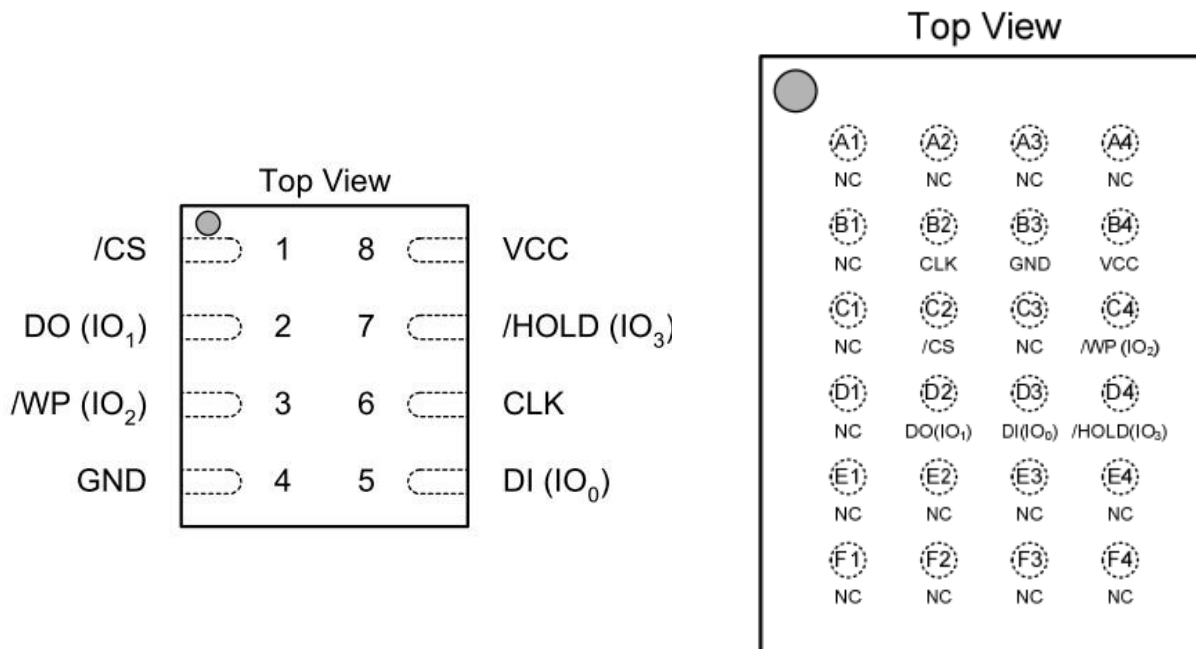 Top View
/CS 1 8 VCC
DO (IO1) 2 7 /HOLD (IO3)
/WP (IO2) 3 6 CLK
GND 4 5 DI (IO0)
Top View
A1 A2 A3 A4
NC NC NC NC
B1 B2 B3 B4
NC CLK GND VCC
C1 C2 C3 C4
NC /CS NC /WP (IO2)
D1 D2 D3 D4
NC DO(IO1) DI(IO0) /HOLD(IO3)
E1 E2 E3 E4
NC NC NC NC
F1 F2 F3 F4
NC NC NC NC